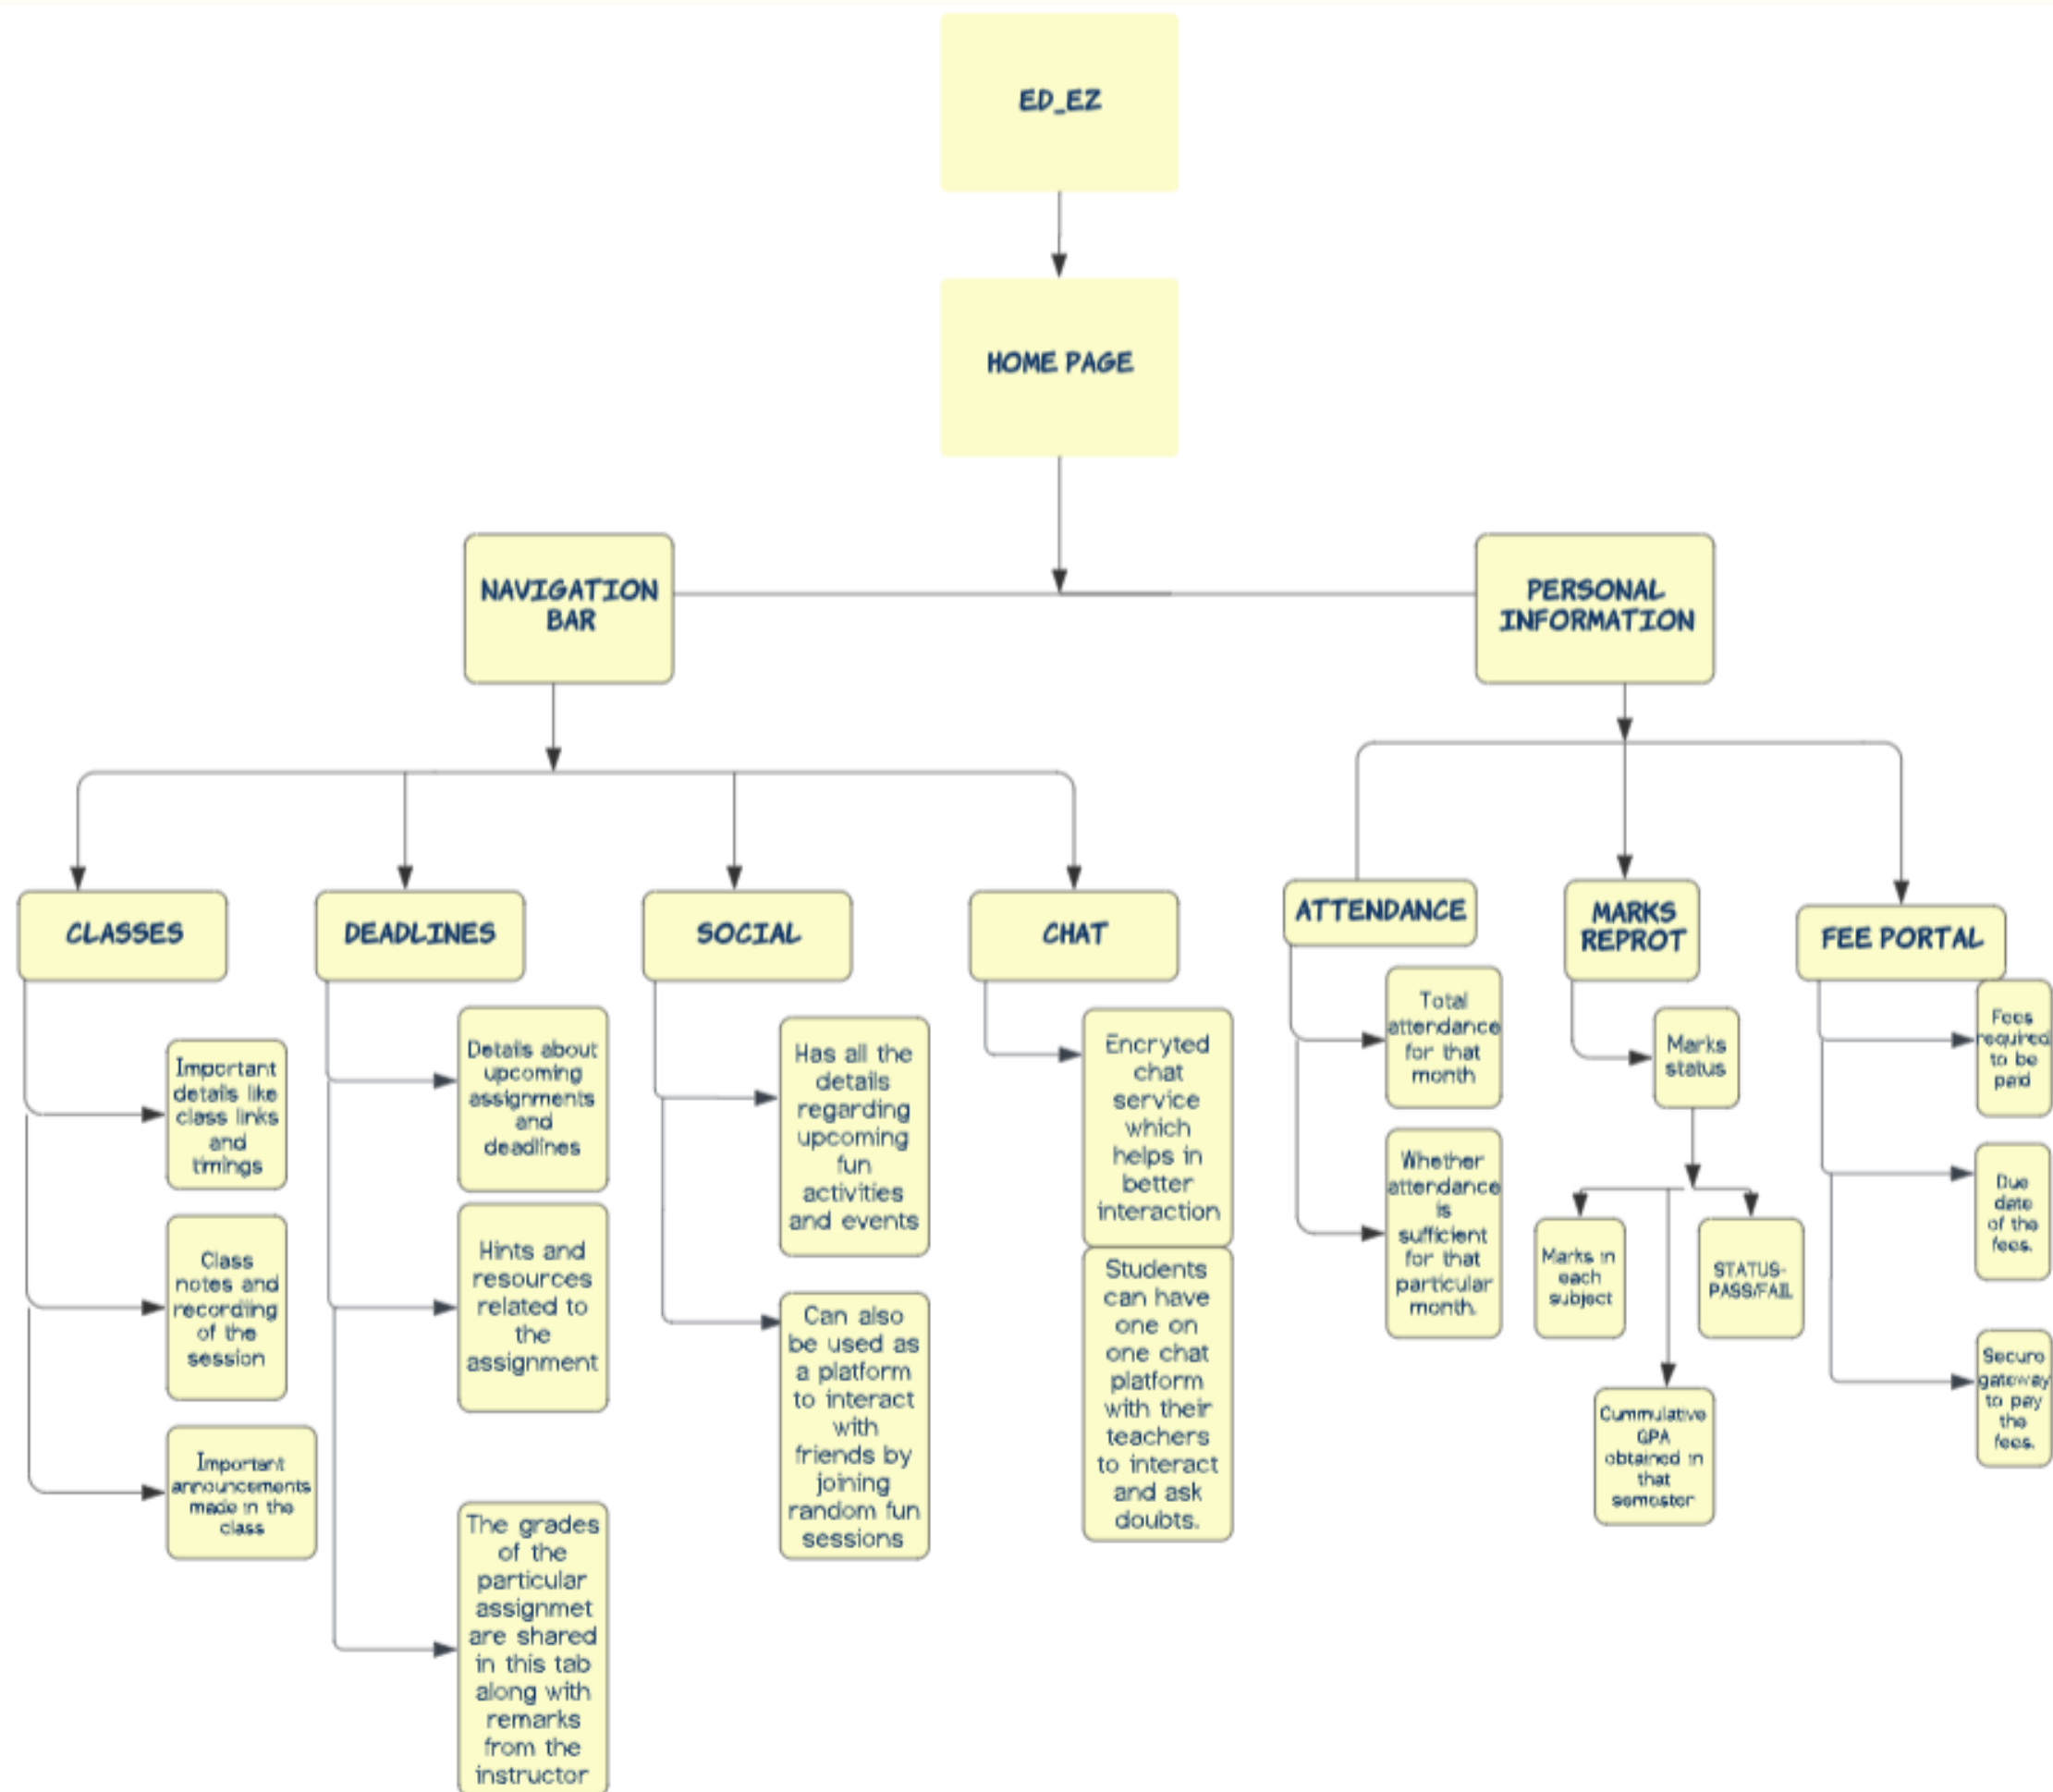 ED_EZ
HOME PAGE
NAVIGATION
BAR
PERSONAL
INFORMATION
CLASSES
DEADLINES
SOCIAL
CHAT
ATTENDANCE
MARKS
REPROT
FEE PORTAL
Important
details like
class links
and
timings
Class
notes and
recordiing
of the
session
Important
announcements
made in the
class
Details about
upcoming
assignments
and
deadlines
Hints and
resources
related to
the
assignment
The grades
of the
particular
assignmet
are shared
in this tab
along with
remarks
from the
instructor
Has all the
details
regarding
upcoming
fun
activities
and events
Can also
be used as
a platform
to interact
with
friends by
joining
random fun
sessions
Encryted
chat
service
which
helps in
better
interaction
Students
can have
one on
one chat
platform
with their
teachers
to interact
and ask
doubts.
Total
attendance
for that
month
Whether
attendance
is
sufficient
for that
particular
month.
Marks
status
Marks in
each
subject
STATUS-
PASS/FAIL
Cummulative
GPA
obtained in
that
semester
Fees
required
to be
paid
Due
date
of the
fees.
Secure
gateway
to pay
the
fees.